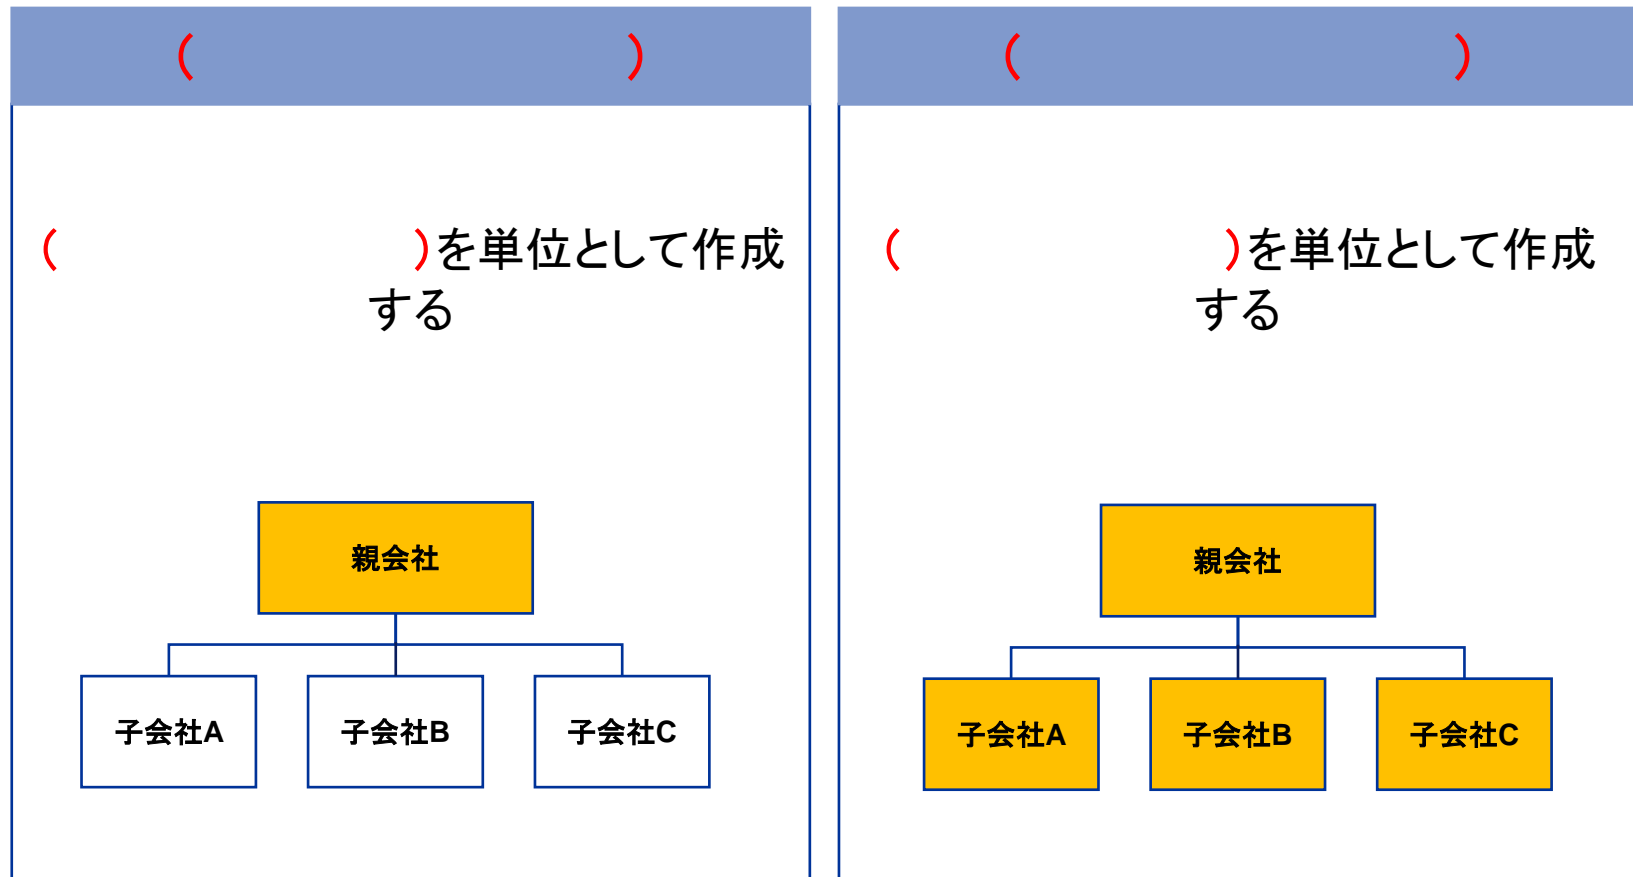 (　　　　　　　　　)
(　　　　　　　　)を単位として作成
する
親会社
子会社A 子会社B 子会社C
(　　　　　　　　　)
(　　　　　　　)を単位として作成
する
親会社
子会社A 子会社B 子会社C